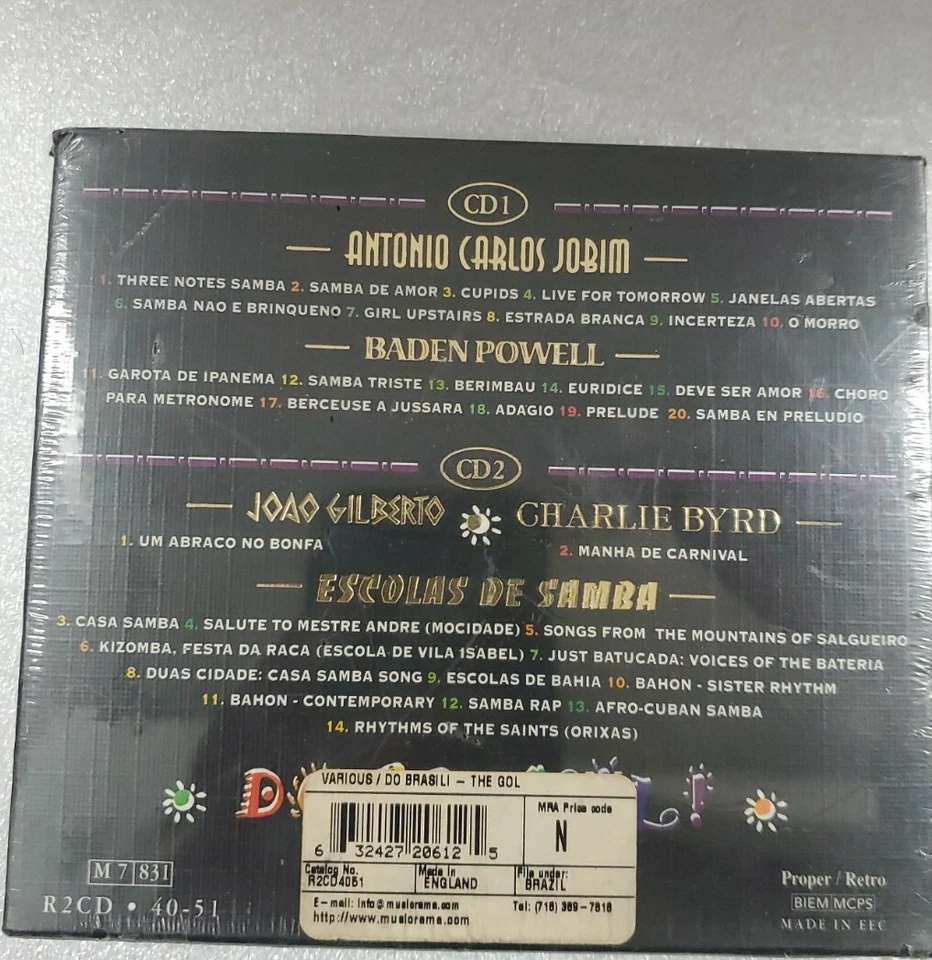 CD1
ANTONIO CARLOS JOBIM
1. THREE NOTES SAMBA 2. SAMBA DE AMOR 3. CUPIDS 4. LIVE FOR TOMORROW 5. JANELAS ABERTAS
6. SAMBA NAO E BRINQUENO 7. GIRL UPSTAIRS 8. ESTRADA BRANCA 9. INCERTEZA 10. O MORRO
BADEN POWELL
11. GAROTA DE IPANEMA 12. SAMBA TRISTE 13. BERIMBAU 14. EURIDICE 15. DEVE SER AMOR 16. CHORO
PARA METRONOME 17. BERCEUSE A JUSSARA 18. ADAGIO 19. PRELUDE 20. SAMBA EN PRELUDIO
CD2
JOAO GILBERTO CHARLIE BYRD
1. UM ABRACO NO BONFA 2. MANHA DE CARNIVAL
ESCOLAS DE SAMBA
3. CASA SAMBA 4. SALUTE TO MESTRE ANDRE (MOCIDADE) 5. SONGS FROM THE MOUNTAINS OF SALGUEIRO
6. KIZOMBA, FESTA DA RACA (ESCOLA DE VILA ISABEL) 7. JUST BATUCADA: VOICES OF THE BATERIA
8. DUAS CIDADE: CASA SAMBA SONG 9. ESCOLAS DE BAHIA 10. BAHON - SISTER RHYTHM
11. BAHON - CONTEMPORARY 12. SAMBA RAP 13. AFRO-CUBAN SAMBA
14. RHYTHMS OF THE SAINTS (ORIXAS)
VARIOUS / DO BRASILI - THE GOL
MRA Price code
N
6 32427 20612 5
Catalog No. Made in File under:
R2CD4051 ENGLAND BRAZIL
E-mail: info@musicrama.com Tel: (718) 389-7818
http://www.musicrama.com
M 7 831
R2CD • 40-51
Proper / Retro
BIEM MCPS
MADE IN EEC